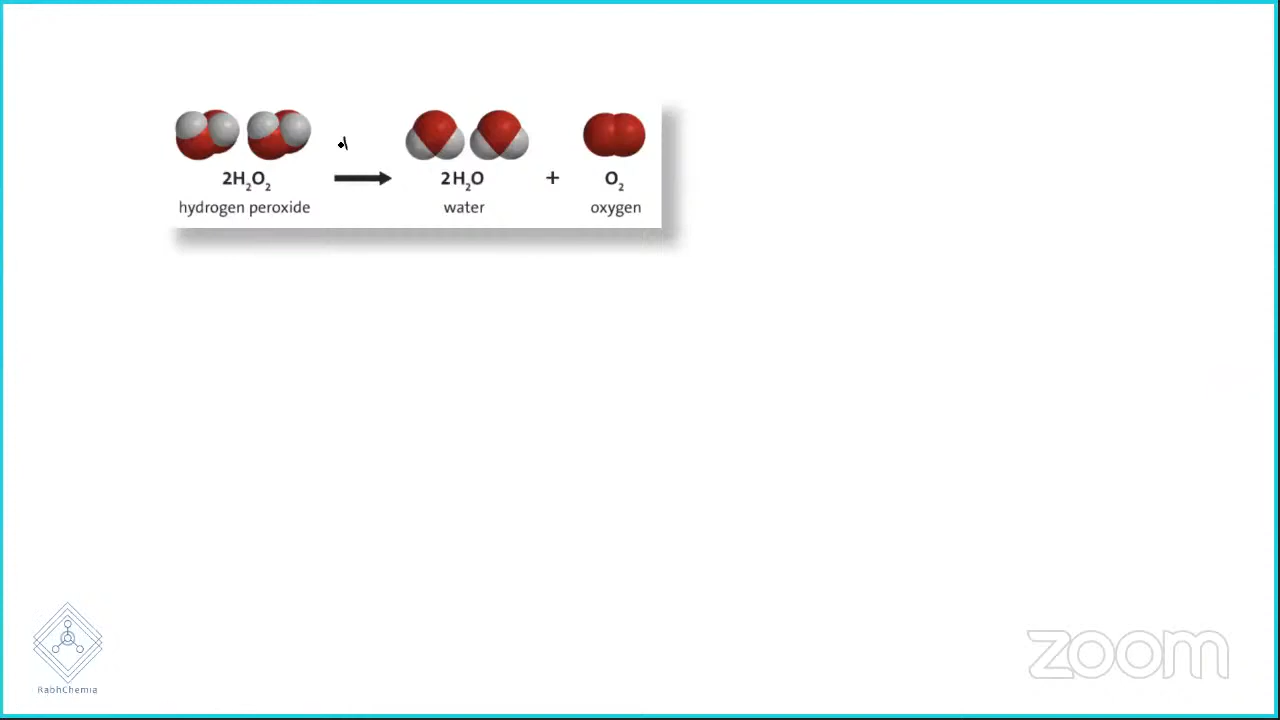 2H₂O₂ → 2H₂O + O₂
hydrogen peroxide water oxygen
RabhChemia
zoom